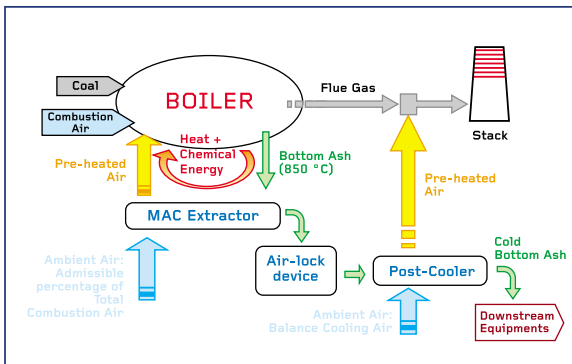 Coal
Combustion
Air
BOILER
Flue Gas
Stack
Heat +
Chemical
Energy
Bottom Ash
(850 °C)
Pre-heated
Air
Pre-heated
Air
MAC Extractor
Ambient Air:
Admissible
percentage of
Total
Combustion Air
Air-lock
device
Post-Cooler
Cold
Bottom Ash
Ambient Air:
Balance Cooling Air
Downstream
Equipments